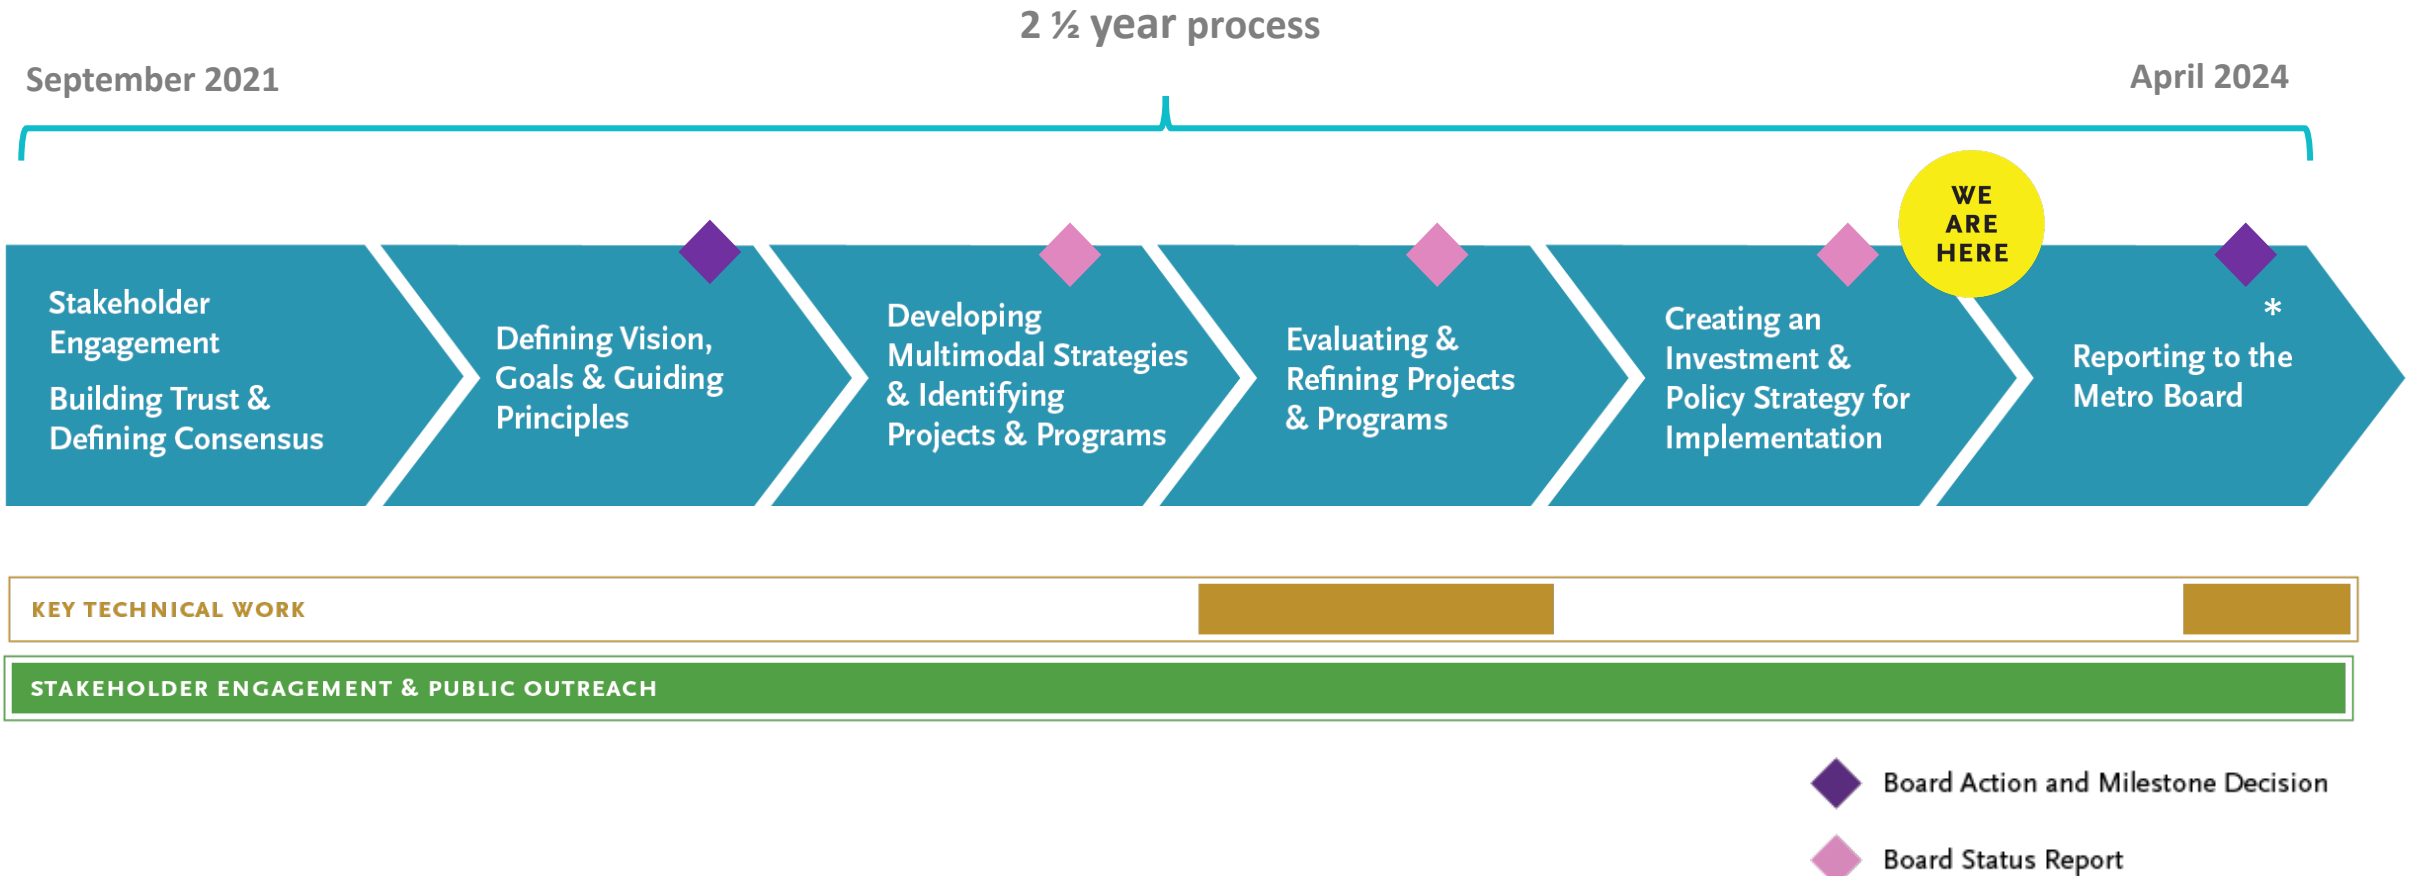 2 ½ year process
September 2021
April 2024
WE
ARE
HERE
Stakeholder
Engagement
Building Trust &
Defining Consensus
Defining Vision,
Goals & Guiding
Principles
Developing
Multimodal Strategies
& Identifying
Projects & Programs
Evaluating &
Refining Projects
& Programs
Creating an
Investment &
Policy Strategy for
Implementation
*
Reporting to the
Metro Board
KEY TECHNICAL WORK
STAKEHOLDER ENGAGEMENT & PUBLIC OUTREACH
Board Action and Milestone Decision
Board Status Report